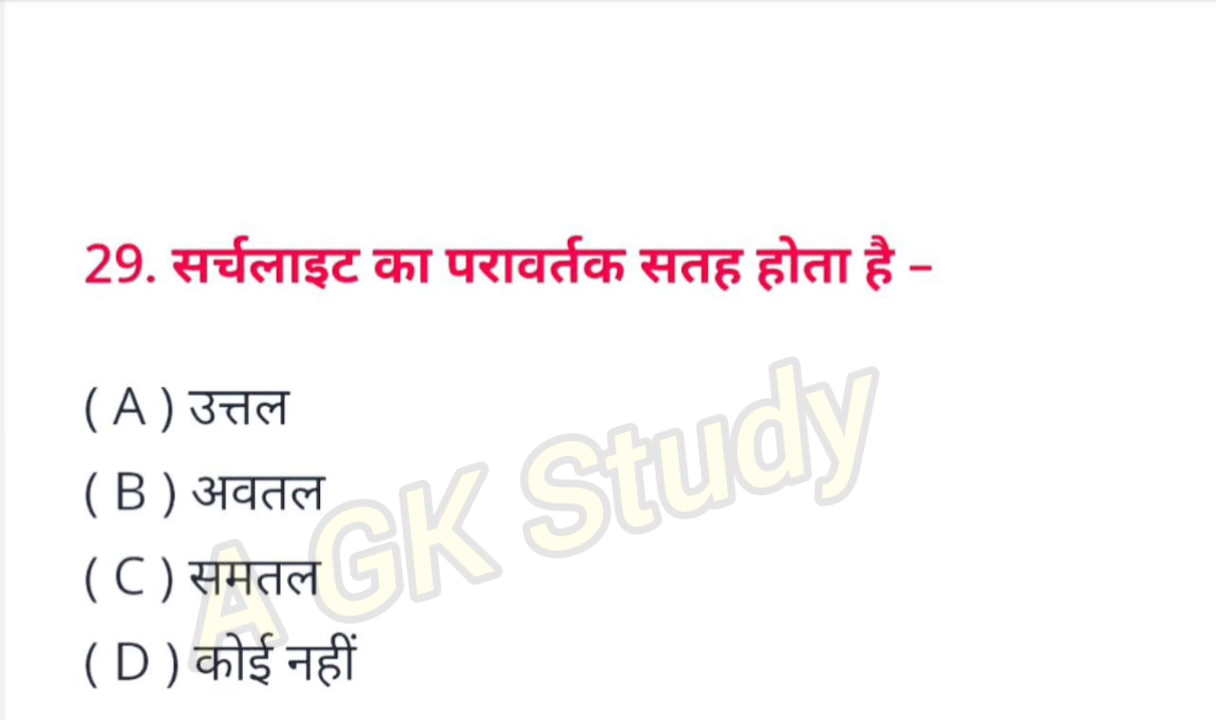 29. सर्चलाइट का परावर्तक सतह होता है –
( A ) उत्तल
( B ) अवतल
( C ) समतल
( D ) कोई नहीं
A GK Study